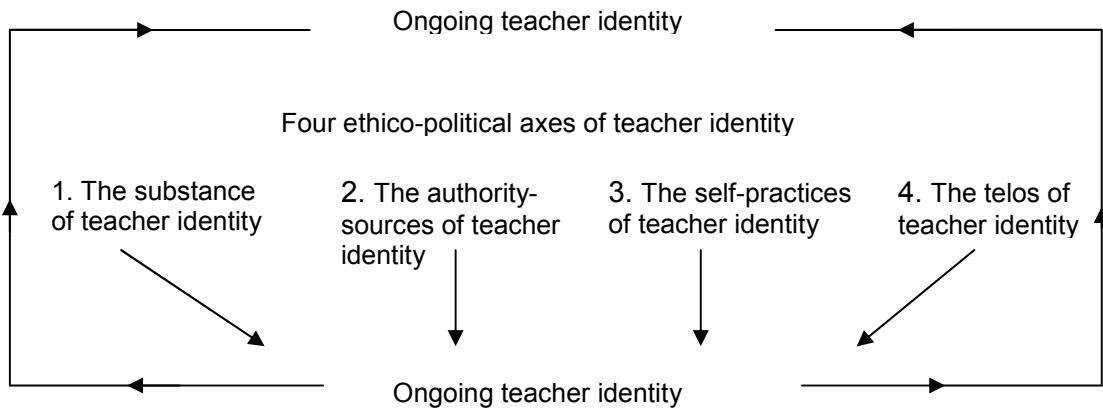 Ongoing teacher identity
Four ethico-political axes of teacher identity
1. The substance
of teacher identity
2. The authority-
sources of teacher
identity
3. The self-practices
of teacher identity
4. The telos of
teacher identity
Ongoing teacher identity